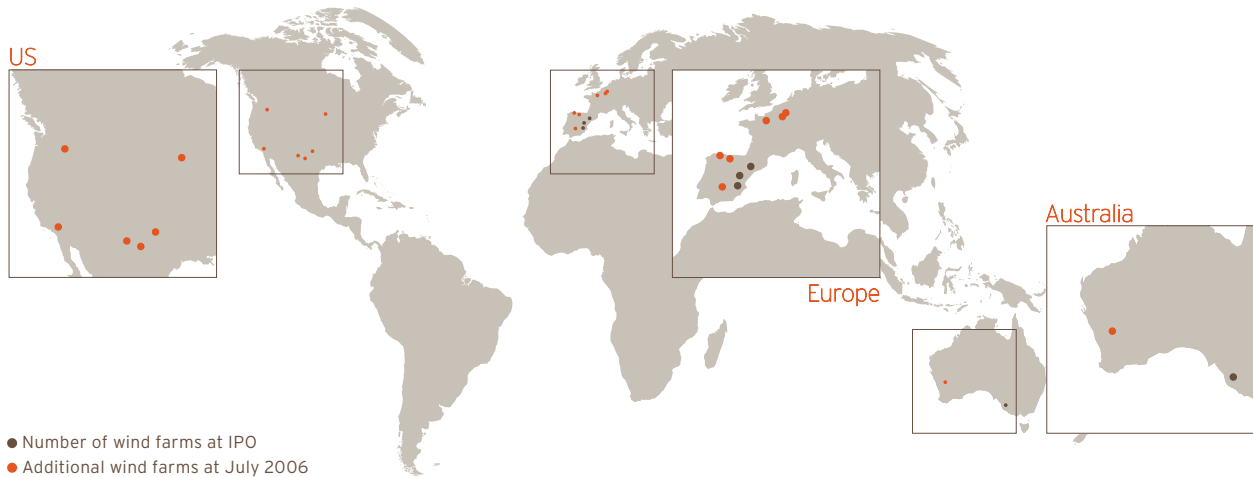 US
Europe
Australia
Number of wind farms at IPO
Additional wind farms at July 2006